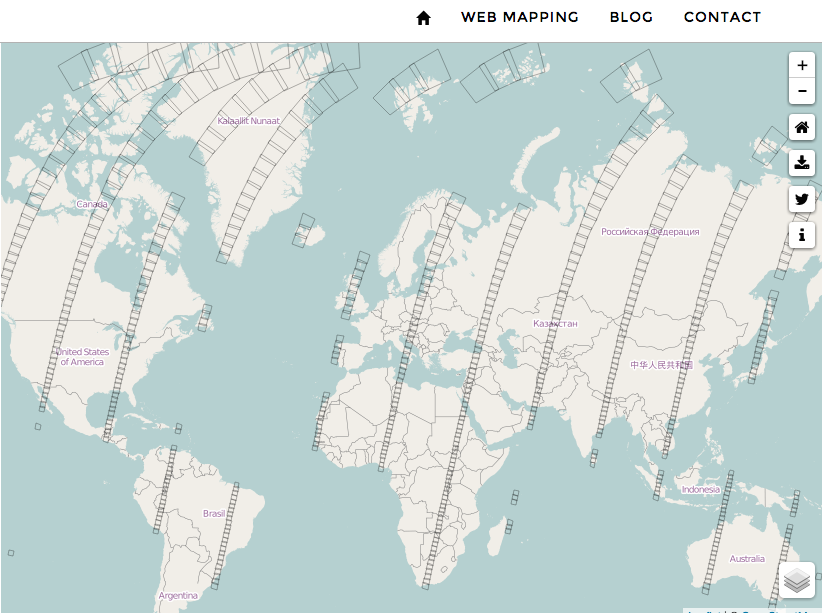 WEB MAPPING
BLOG
CONTACT
+
−
Kalaallit Nunaat
Canada
Российская Федерация
Казахстан
United States
of America
中华人民共和国
Indonesia
Brasil
Australia
Argentina